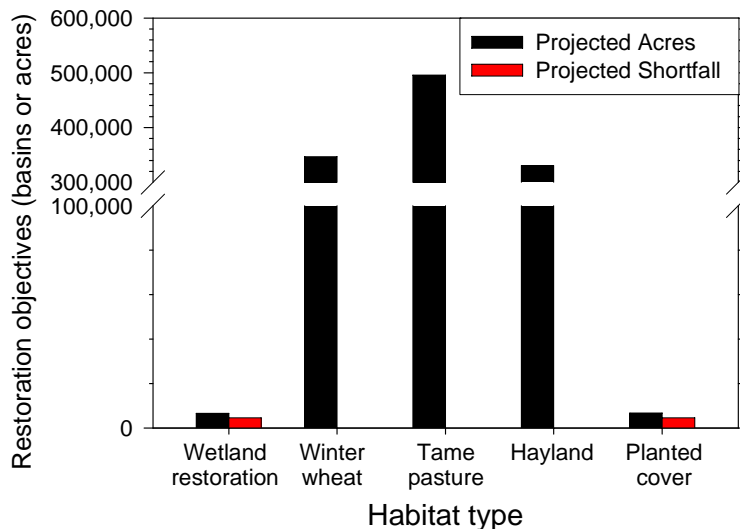 Restoration objectives (basins or acres)
600,000
500,000
400,000
300,000
100,000
0
Projected Acres
Projected Shortfall
Wetland
restoration
Winter
wheat
Tame
pasture
Hayland
Planted
cover
Habitat type